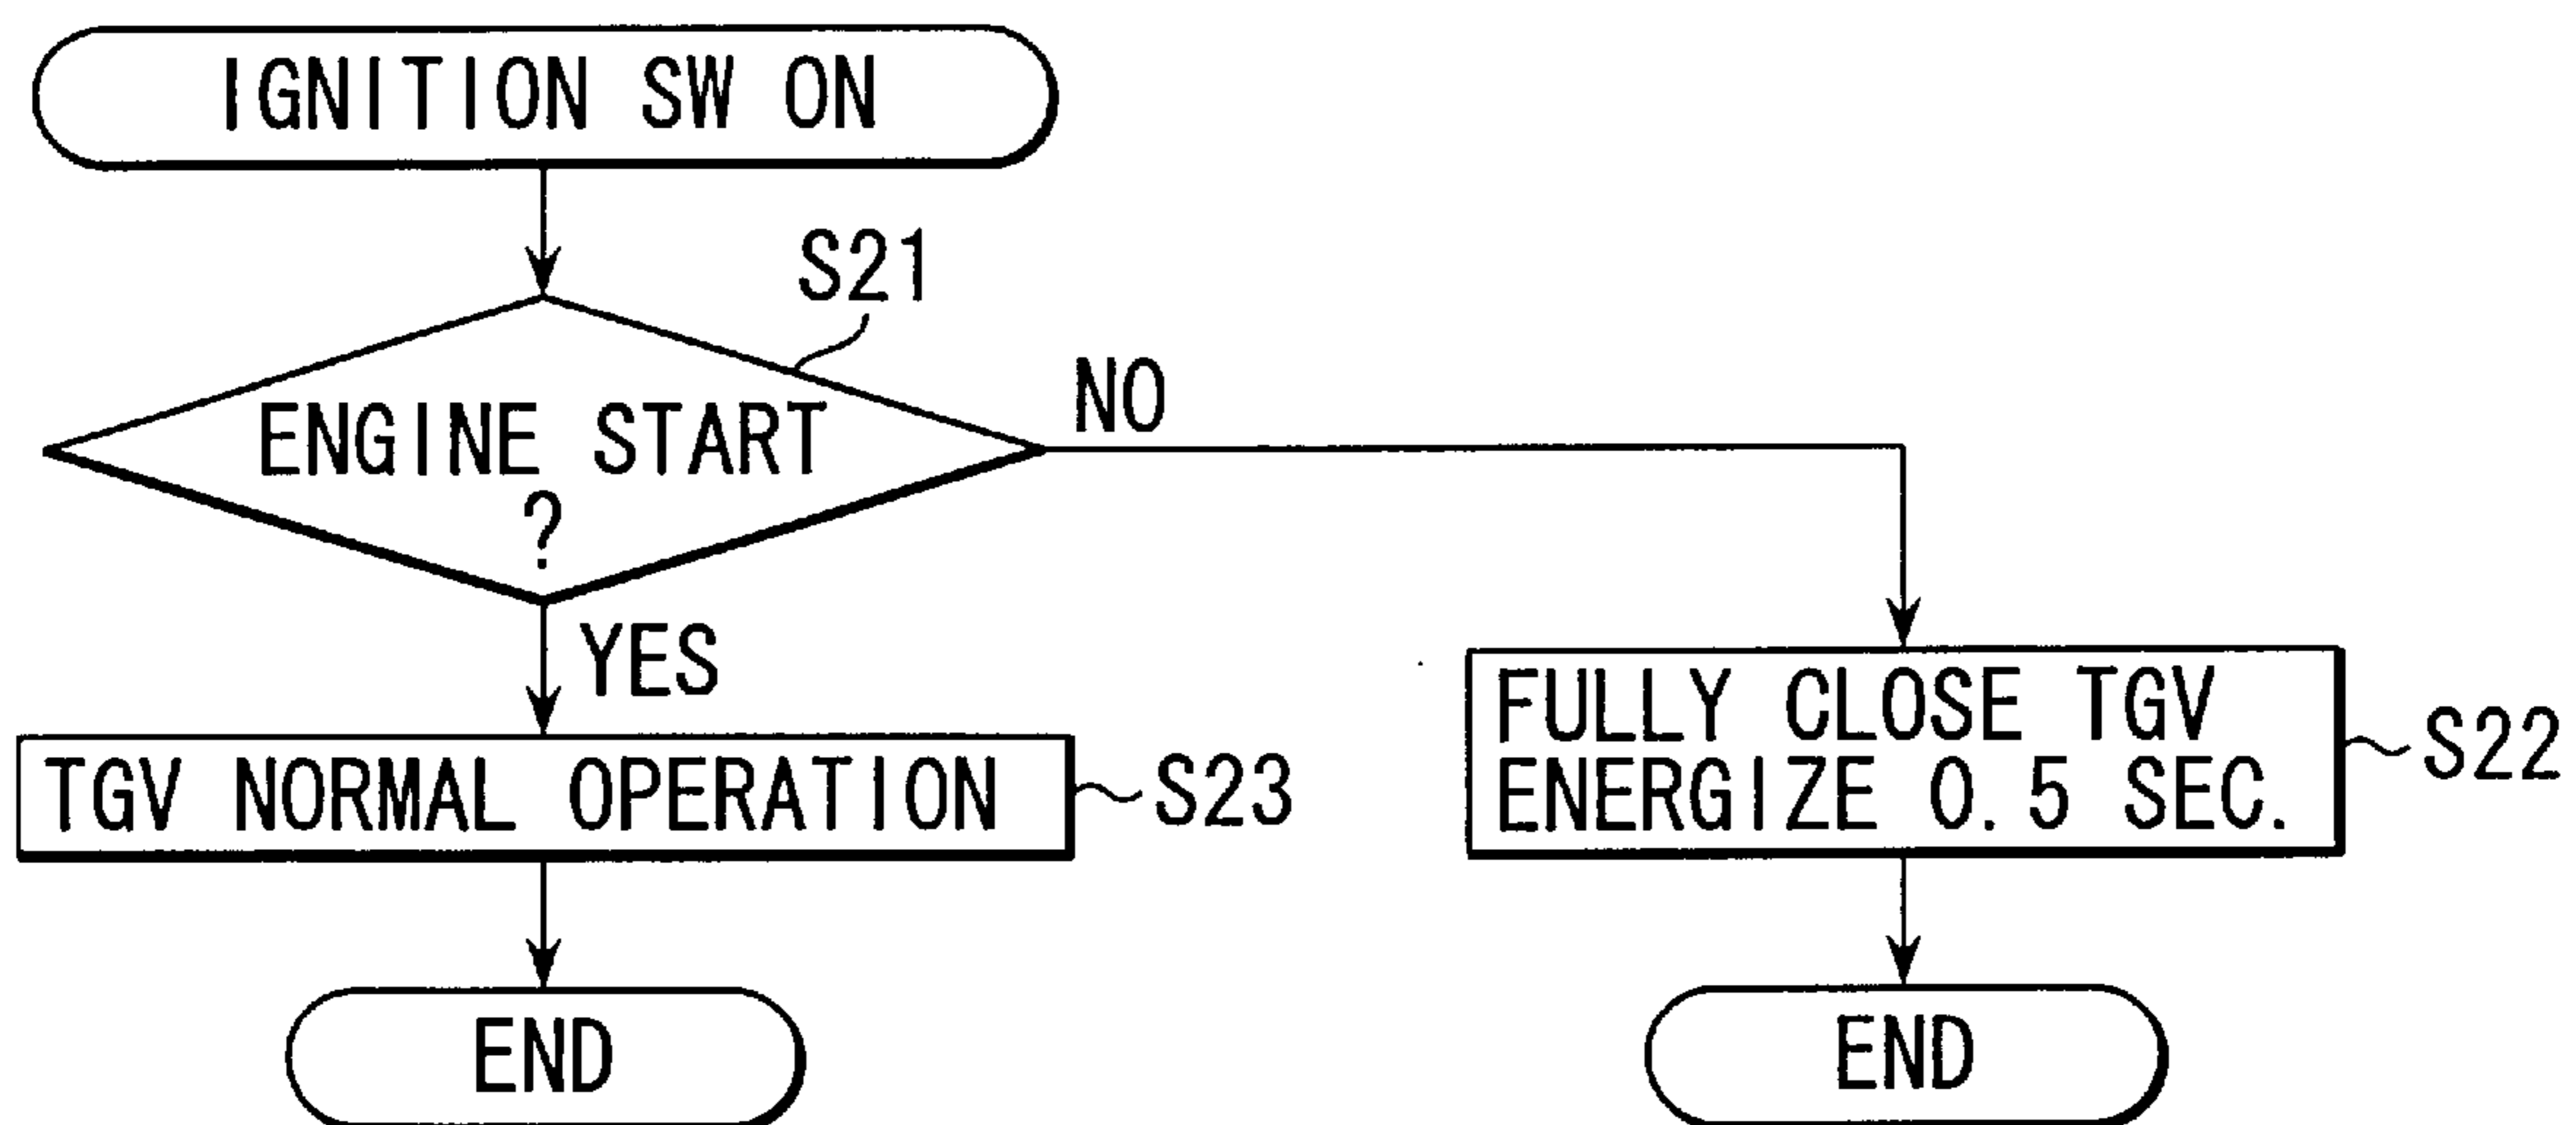 IGNITION SW ON
S21
ENGINE START
?
NO
YES
TGV NORMAL OPERATION
S23
FULLY CLOSE TGV
ENERGIZE 0.5 SEC.
S22
END
END